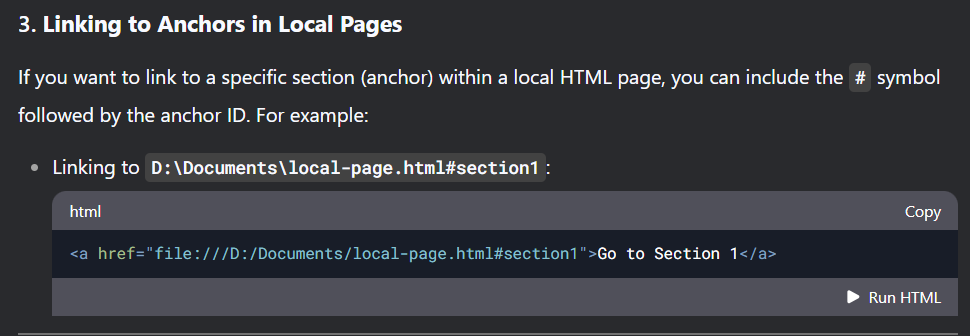 3. Linking to Anchors in Local Pages
If you want to link to a specific section (anchor) within a local HTML page, you can include the # symbol
followed by the anchor ID. For example:
Linking to D:\Documents\local-page.html#section1:
html Copy
<a href="file:///D:/Documents/local-page.html#section1">Go to Section 1</a>
Run HTML